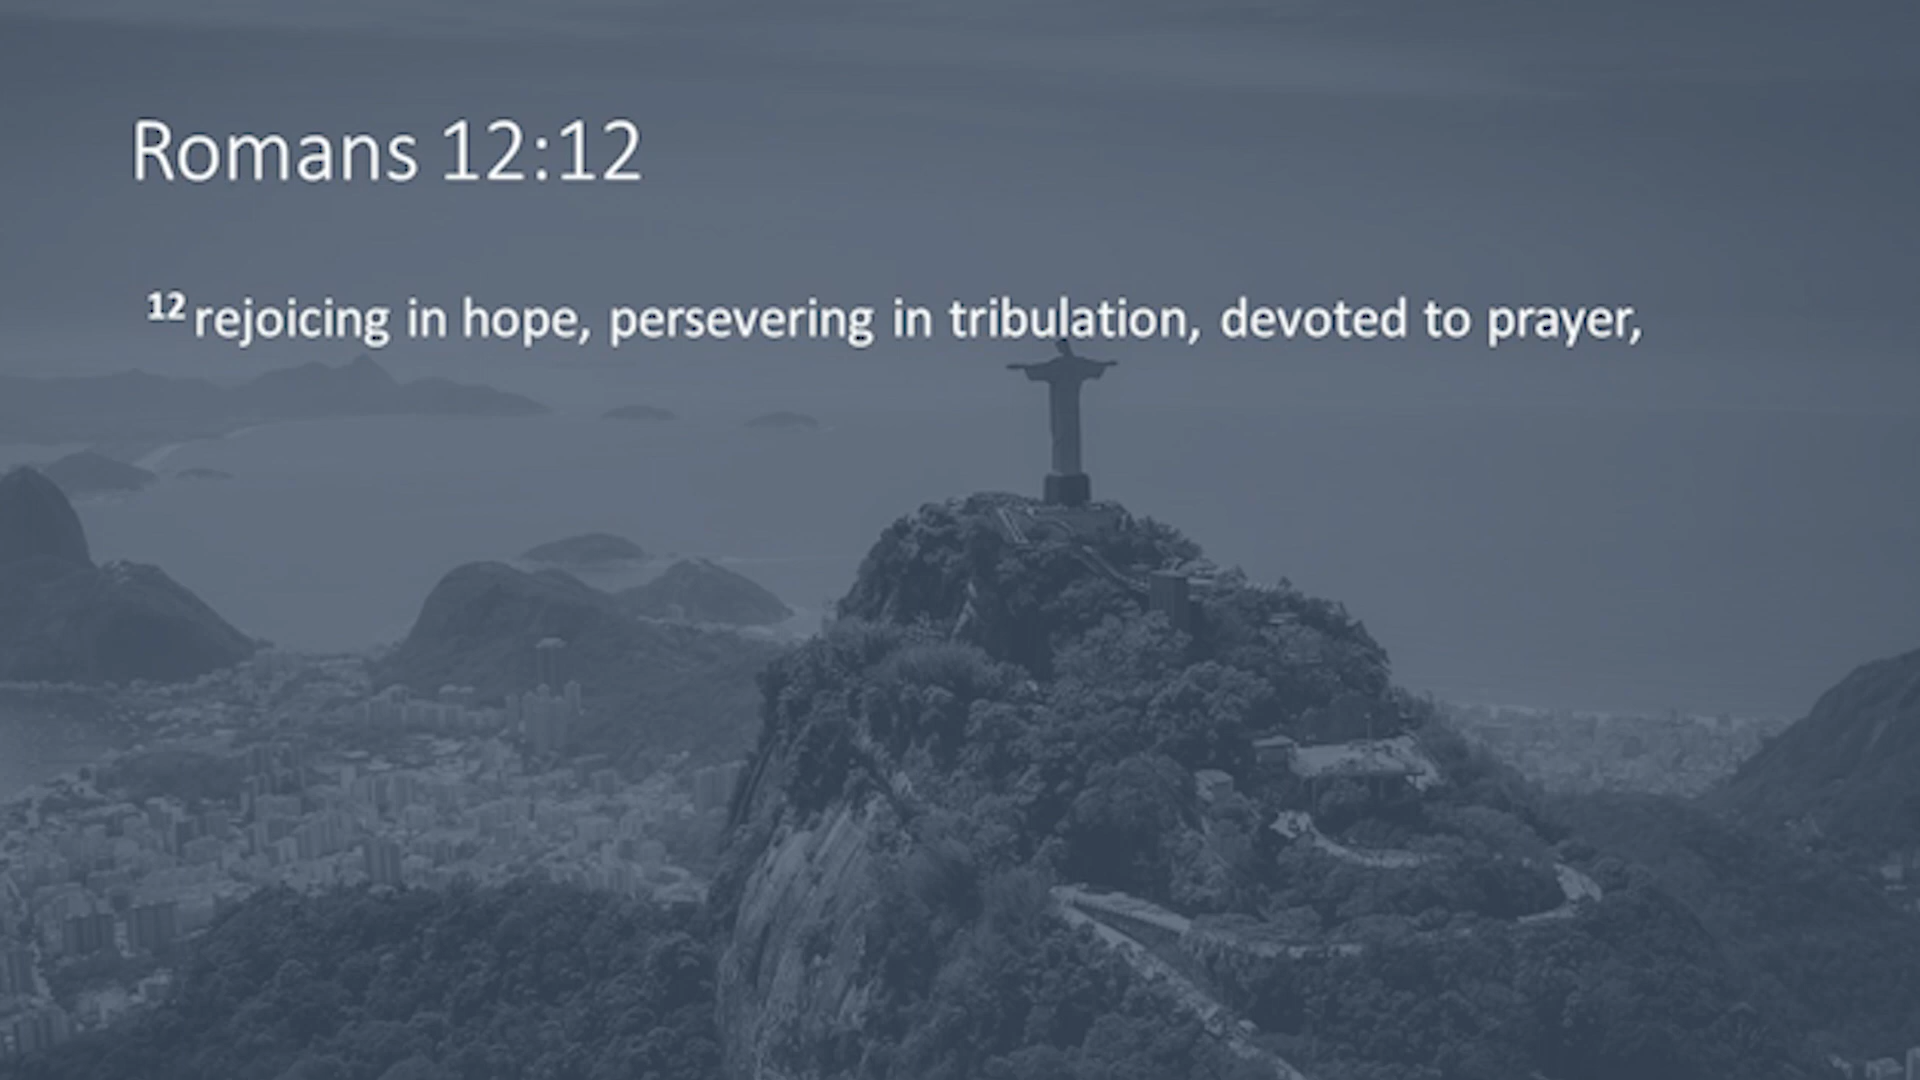 Romans 12:12
12 rejoicing in hope, persevering in tribulation, devoted to prayer,